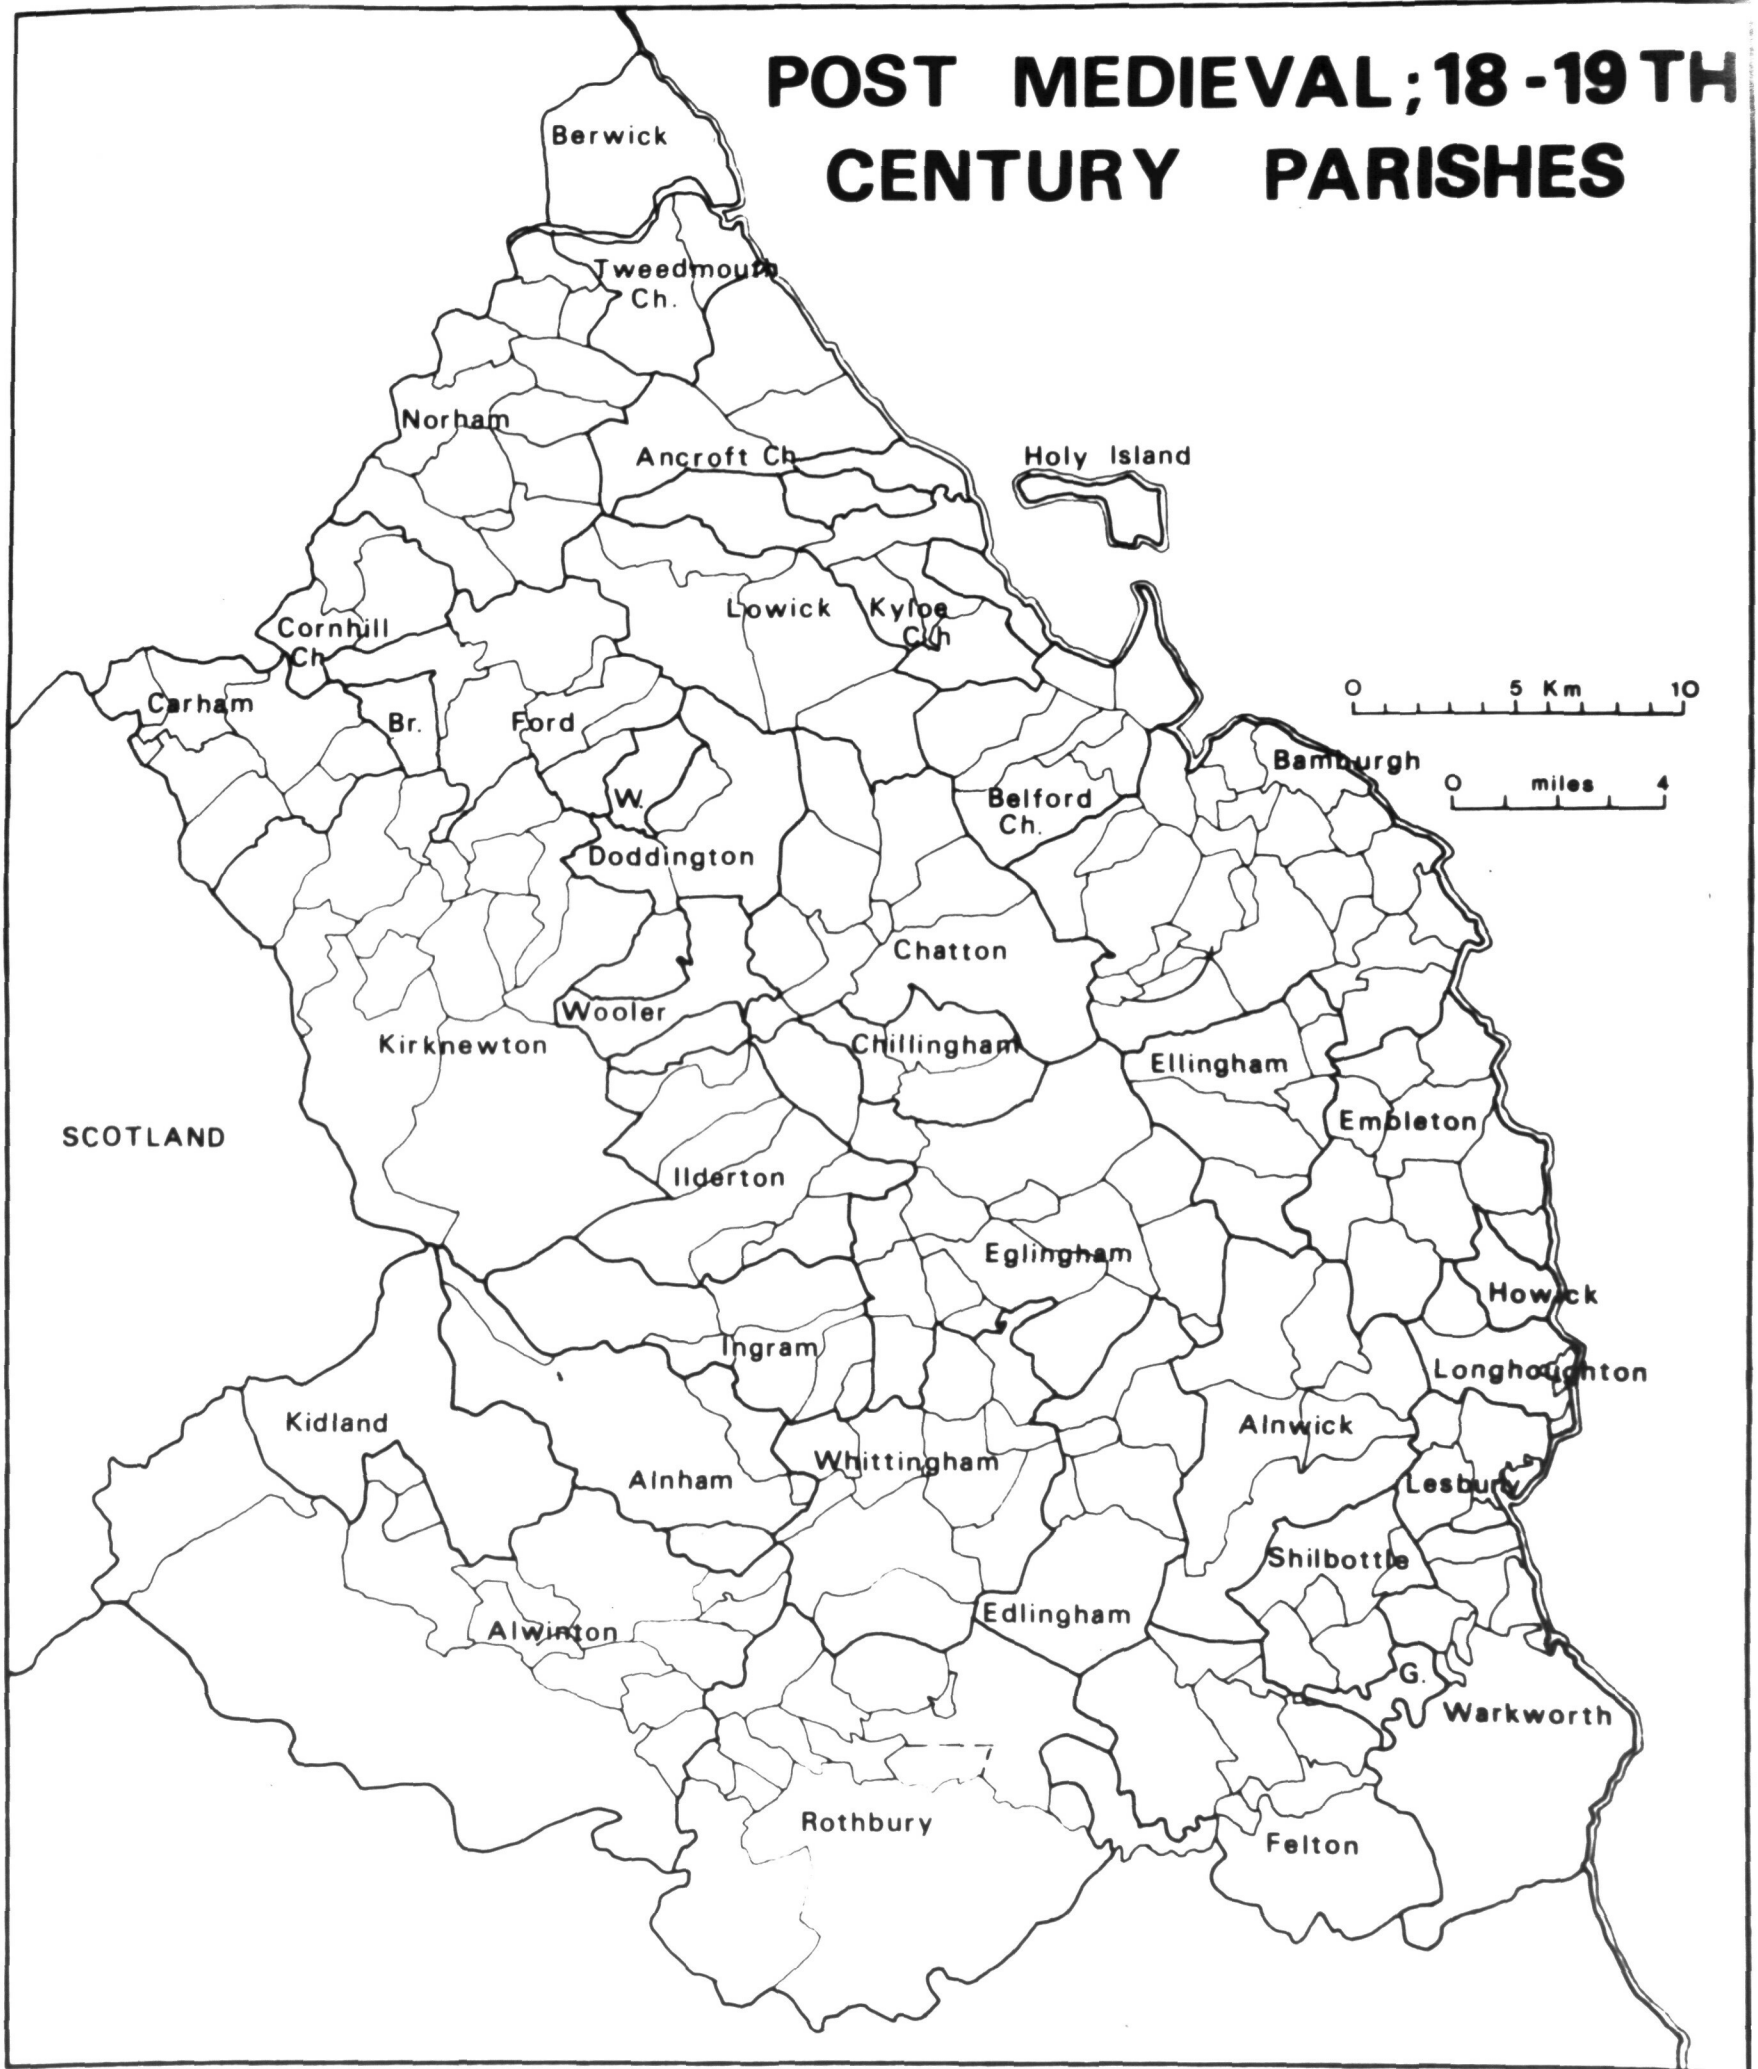 POST MEDIEVAL; 18-19TH
CENTURY PARISHES
Berwick
Tweedmouth
Ch.
Norham
Ancroft Ch
Holy Island
Lowick
Kyloe
Ch
Cornhill
Ch
Carham
Br.
Ford
0 5 Km 10
Bamburgh
0 miles 4
W.
Belford
Ch.
Doddington
Chatton
Wooler
Kirknewton
Chillingham
Ellingham
Embleton
SCOTLAND
Ilderton
Eglingham
Howick
Ingram
Longhoughton
Kidland
Alnwick
Whittingham
Alnham
Lesbury
Shilbottle
Edlingham
Alwinton
G.
Warkworth
Rothbury
Felton